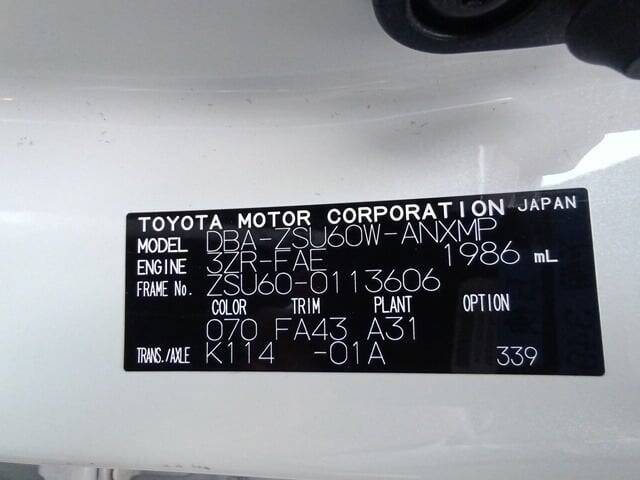 TOYOTA MOTOR CORPORATION JAPAN
MODEL DBA-ZSU60W-ANXMP
ENGINE 3ZR-FAE 1986 mL
FRAME No. ZSU60-0113606
COLOR TRIM PLANT OPTION
070 FA43 A31
TRANS./AXLE K114 -01A 339